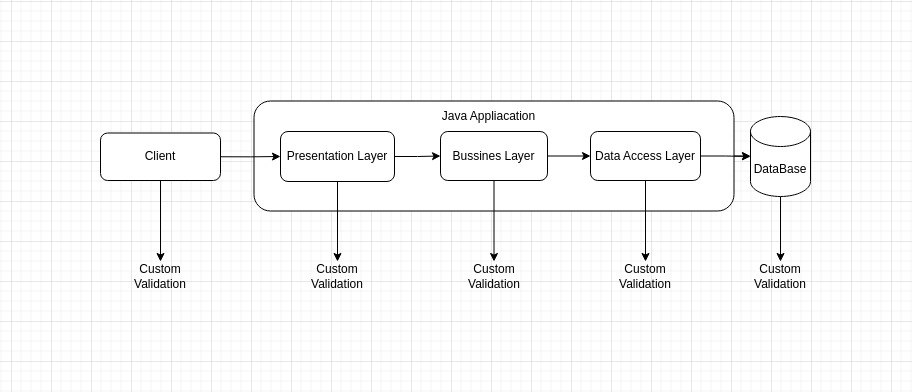 Java Appliacation
Client
Presentation Layer
Bussines Layer
Data Access Layer
DataBase
Custom
Validation
Custom
Validation
Custom
Validation
Custom
Validation
Custom
Validation